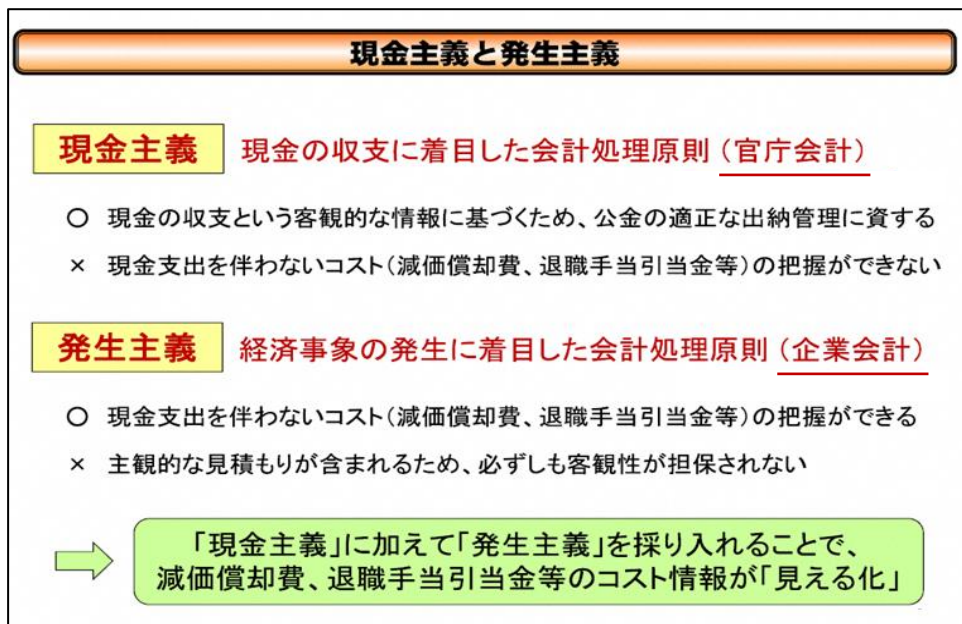 現金主義と発生主義
現金主義 現金の収支に着目した会計処理原則(官庁会計)
○ 現金の収支という客観的な情報に基づくため、公金の適正な出納管理に資する
× 現金支出を伴わないコスト(減価償却費、退職手当引当金等)の把握ができない
発生主義 経済事象の発生に着目した会計処理原則(企業会計)
○ 現金支出を伴わないコスト(減価償却費、退職手当引当金等)の把握ができる
× 主観的な見積もりが含まれるため、必ずしも客観性が担保されない
「現金主義」に加えて「発生主義」を採り入れることで、
減価償却費、退職手当引当金等のコスト情報が「見える化」